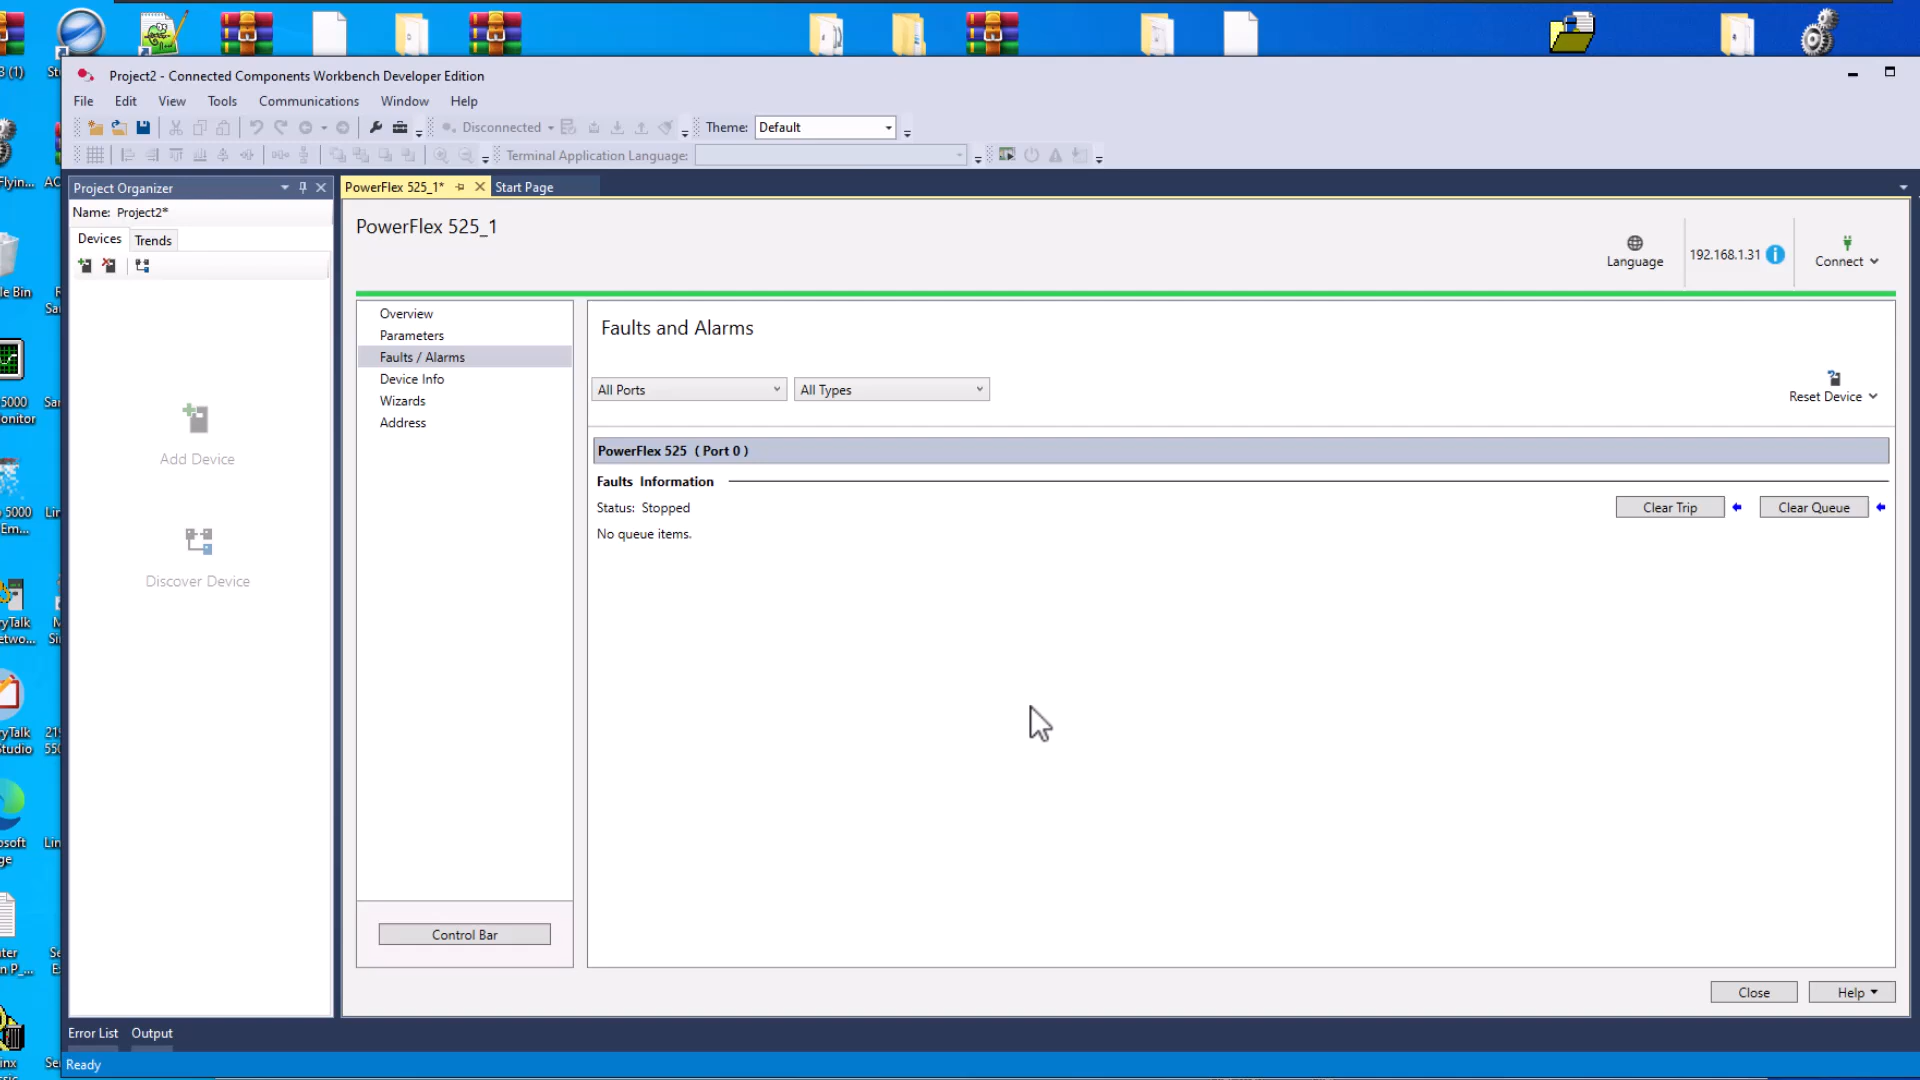 Project2 - Connected Components Workbench Developer Edition
File Edit View Tools Communications Window Help
Disconnected Theme: Default
Terminal Application Language:
Project Organizer
Name: Project2*
Devices Trends
Add Device
Discover Device
PowerFlex 525_1* Start Page
PowerFlex 525_1
Language
192.168.1.31
Connect
Overview
Parameters
Faults / Alarms
Device Info
Wizards
Address
Control Bar
Faults and Alarms
All Ports All Types
Reset Device
PowerFlex 525 ( Port 0 )
Faults Information
Status: Stopped
Clear Trip Clear Queue
No queue items.
Close Help
Error List Output
Ready